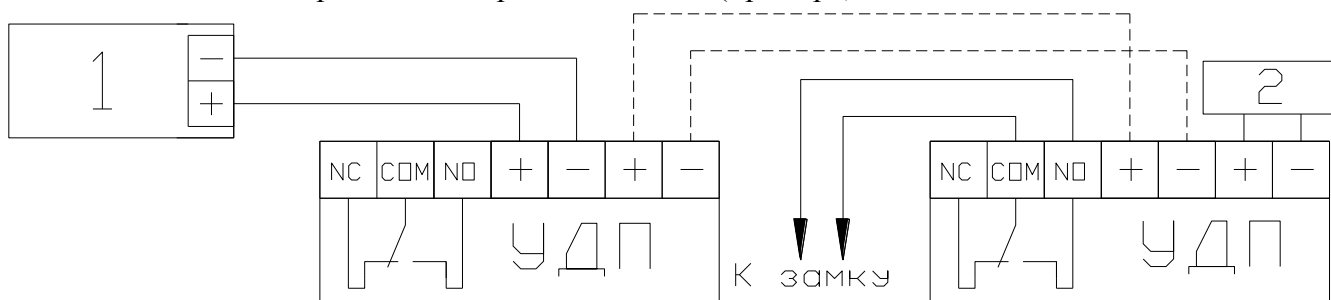 1
−
+
2
NC COM NO + − + −
NC COM NO + − + −
УДП
УДП
К замку